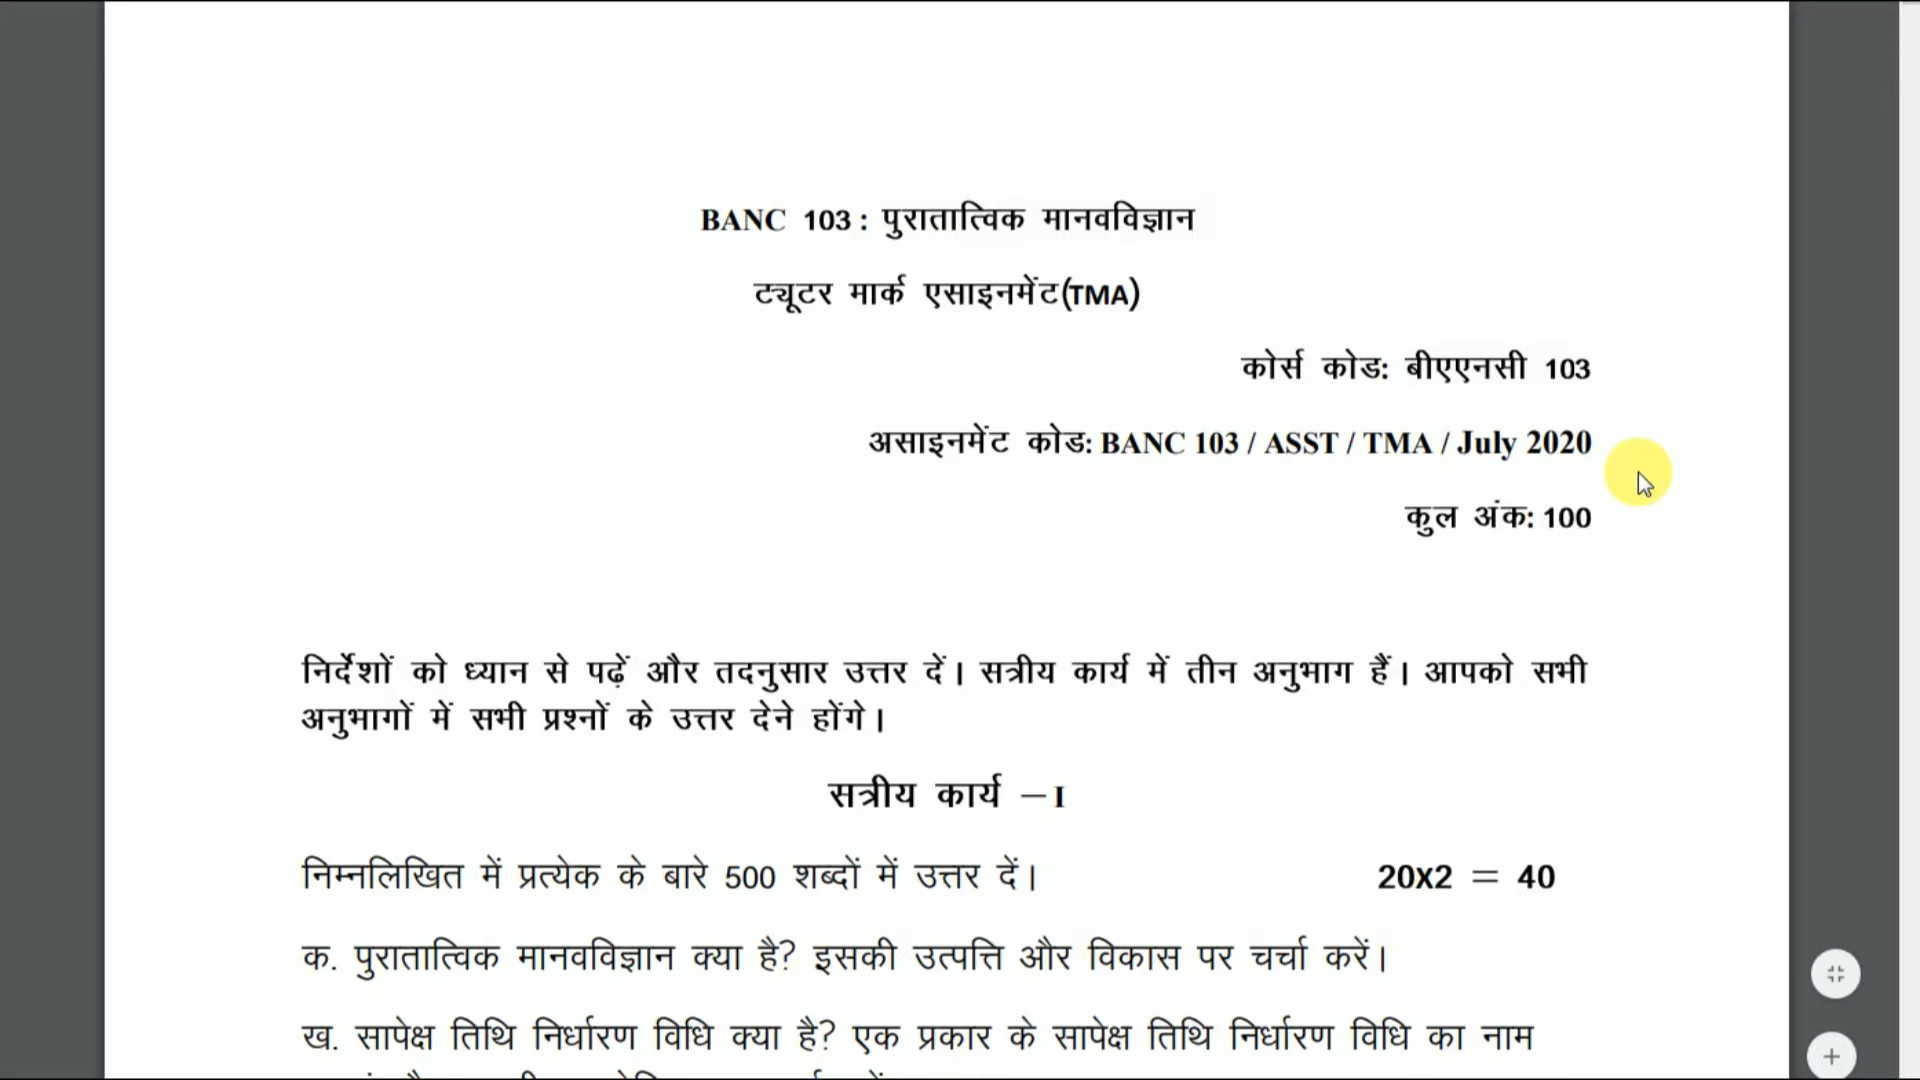 BANC 103 : पुरातात्विक मानवविज्ञान
ट्यूटर मार्क एसाइनमेंट(TMA)
कोर्स कोड: बीएएनसी 103
असाइनमेंट कोड: BANC 103 / ASST / TMA / July 2020
कुल अंक: 100
निर्देशों को ध्यान से पढ़ें और तदनुसार उत्तर दें। सत्रीय कार्य में तीन अनुभाग हैं। आपको सभी
अनुभागों में सभी प्रश्नों के उत्तर देने होंगे।
सत्रीय कार्य –I
निम्नलिखित में प्रत्येक के बारे 500 शब्दों में उत्तर दें। 20x2 = 40
क. पुरातात्विक मानवविज्ञान क्या है? इसकी उत्पत्ति और विकास पर चर्चा करें।
ख. सापेक्ष तिथि निर्धारण विधि क्या है? एक प्रकार के सापेक्ष तिथि निर्धारण विधि का नाम